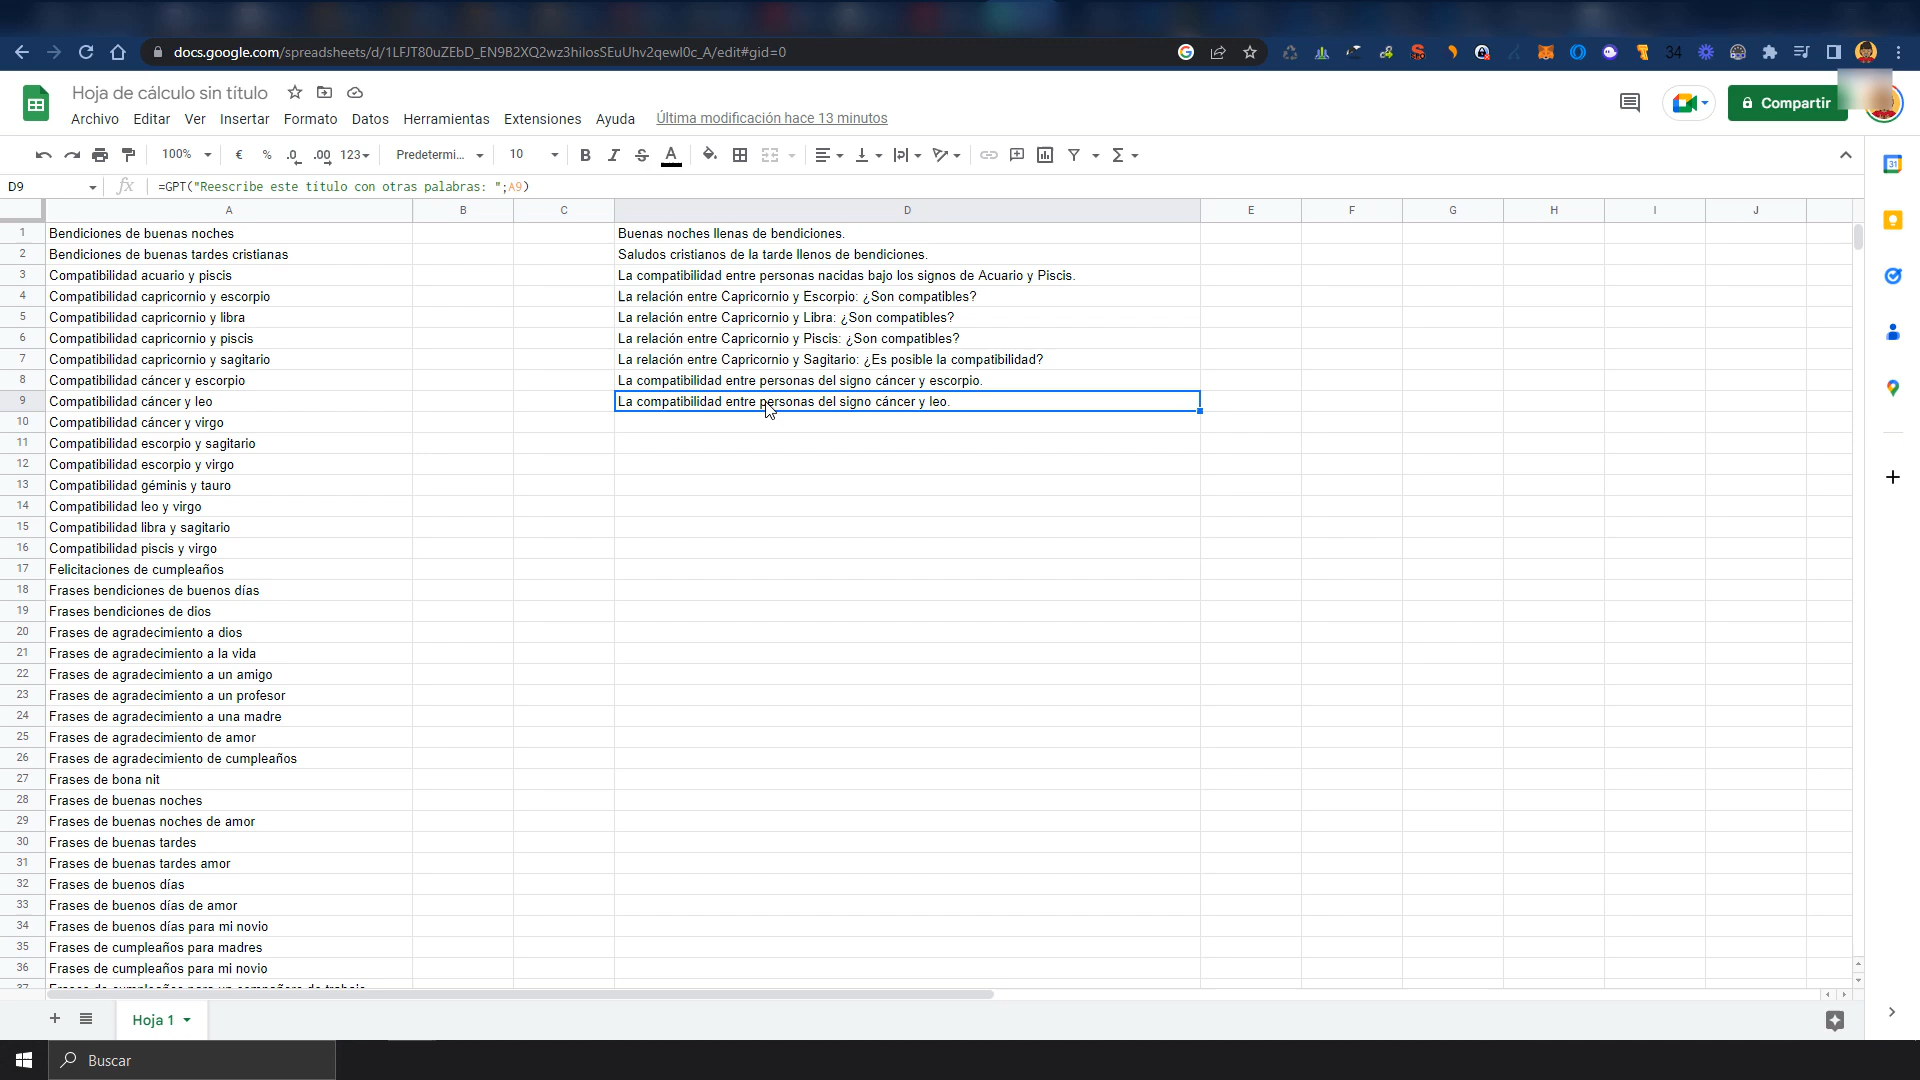 docs.google.com/spreadsheets/d/1LFJT80uZEbD_EN9B2XQ2wz3hilosSEuUhv2qewl0c_A/edit#gid=0
34
Hoja de cálculo sin título
Archivo Editar Ver Insertar Formato Datos Herramientas Extensiones Ayuda Última modificación hace 13 minutos
Compartir
100% € % .0 .00 123 Predetermi... 10 B I S A
D9 fx =GPT("Reescribe este título con otras palabras: ";A9)
A B C D E F G H I J
1 Bendiciones de buenas noches Buenas noches llenas de bendiciones.
2 Bendiciones de buenas tardes cristianas Saludos cristianos de la tarde llenos de bendiciones.
3 Compatibilidad acuario y piscis La compatibilidad entre personas nacidas bajo los signos de Acuario y Piscis.
4 Compatibilidad capricornio y escorpio La relación entre Capricornio y Escorpio: ¿Son compatibles?
5 Compatibilidad capricornio y libra La relación entre Capricornio y Libra: ¿Son compatibles?
6 Compatibilidad capricornio y piscis La relación entre Capricornio y Piscis: ¿Son compatibles?
7 Compatibilidad capricornio y sagitario La relación entre Capricornio y Sagitario: ¿Es posible la compatibilidad?
8 Compatibilidad cáncer y escorpio La compatibilidad entre personas del signo cáncer y escorpio.
9 Compatibilidad cáncer y leo La compatibilidad entre personas del signo cáncer y leo.
10 Compatibilidad cáncer y virgo
11 Compatibilidad escorpio y sagitario
12 Compatibilidad escorpio y virgo
13 Compatibilidad géminis y tauro
14 Compatibilidad leo y virgo
15 Compatibilidad libra y sagitario
16 Compatibilidad piscis y virgo
17 Felicitaciones de cumpleaños
18 Frases bendiciones de buenos días
19 Frases bendiciones de dios
20 Frases de agradecimiento a dios
21 Frases de agradecimiento a la vida
22 Frases de agradecimiento a un amigo
23 Frases de agradecimiento a un profesor
24 Frases de agradecimiento a una madre
25 Frases de agradecimiento de amor
26 Frases de agradecimiento de cumpleaños
27 Frases de bona nit
28 Frases de buenas noches
29 Frases de buenas noches de amor
30 Frases de buenas tardes
31 Frases de buenas tardes amor
32 Frases de buenos días
33 Frases de buenos días de amor
34 Frases de buenos días para mi novio
35 Frases de cumpleaños para madres
36 Frases de cumpleaños para mi novio
37 Frases de cumpleaños para un compañero de trabajo
Hoja 1
Buscar